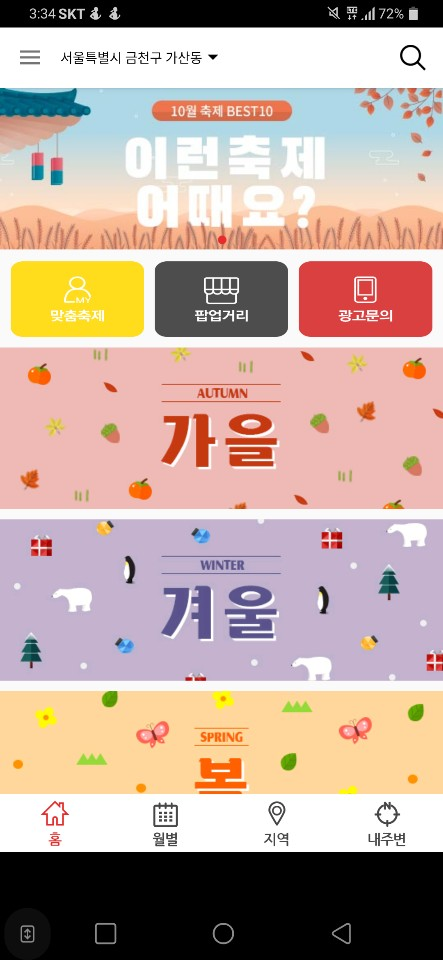 3:34 SKT 72%
서울특별시 금천구 가산동
10월 축제 BEST10
이런축제
어때요?
MY
맞춤축제
팝업거리
광고문의
AUTUMN
가을
WINTER
겨울
SPRING
봄
홈
월별
지역
내주변